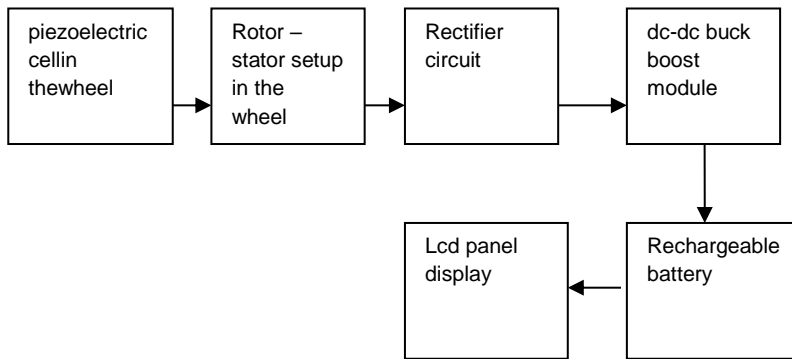 piezoelectric
cellin
thewheel
Rotor –
stator setup
in the
wheel
Rectifier
circuit
dc-dc buck
boost
module
Lcd panel
display
Rechargeable
battery